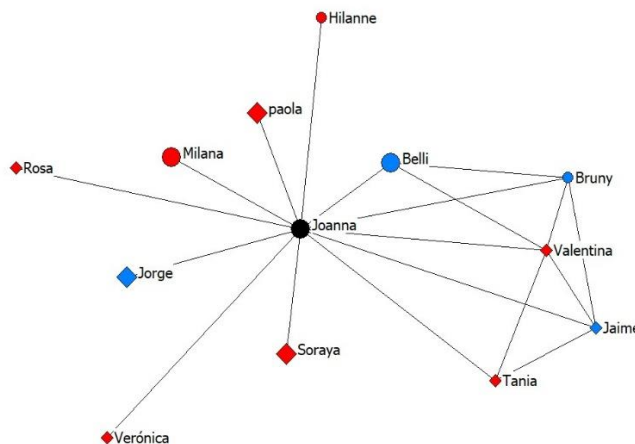 Hilanne
paola
Milana
Belli
Rosa
Bruny
Joanna
Valentina
Jorge
Jaime
Soraya
Tania
Verónica